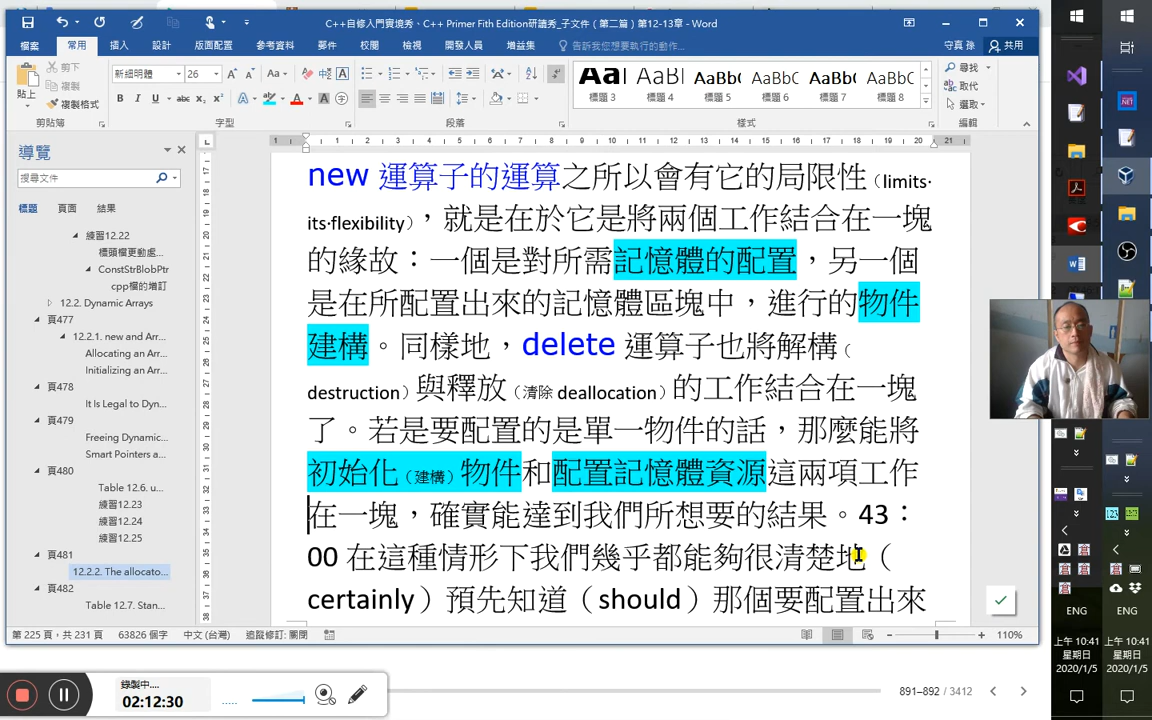 C++自修入門實境秀、C++ Primer Fith Edition研讀秀_子文件（第二篇）第12-13章 - Word
檔案
常用
插入
設計
版面配置
參考資料
郵件
校閱
檢視
開發人員
增益集
告訴我您想要執行的動作...
守真 孫
共用
貼上
剪下
複製
複製格式
剪貼簿
新細明體
26
字型
段落
標題 3
標題 4
標題 5
標題 6
標題 7
標題 8
樣式
尋找
取代
選取
編輯
導覽
搜尋文件
標題
頁面
結果
練習12.22
橋頭檔更動處...
ConstStrBlobPtr
cpp檔的增訂
12.2. Dynamic Arrays
頁477
12.2.1. new and Arr...
Allocating an Arr...
Initializing an Arr...
頁478
It Is Legal to Dyn...
頁479
Freeing Dynamic...
Smart Pointers a...
頁480
Table 12.6. u...
練習12.23
練習12.24
練習12.25
頁481
12.2.2. The allocato...
頁482
Table 12.7. Stan...
new 運算子的運算之所以會有它的局限性（limits·
its·flexibility），就是在於它是將兩個工作結合在一塊
的緣故：一個是對所需記憶體的配置，另一個
是在所配置出來的記憶體區塊中，進行的物件
建構。同樣地，delete 運算子也將解構（
destruction）與釋放（清除 deallocation）的工作結合在一塊
了。若是要配置的是單一物件的話，那麼能將
初始化（建構）物件和配置記憶體資源這兩項工作
在一塊，確實能達到我們所想要的結果。43：
00 在這種情形下我們幾乎都能夠很清楚地（
certainly）預先知道（should）那個要配置出來
第 225 頁，共 231 頁
63826 個字
中文 (台灣)
追蹤修訂: 關閉
110%
錄製中....
02:12:30
891–892 / 3412
ENG
上午 10:41
星期日
2020/1/5
ENG
上午 10:41
星期日
2020/1/5